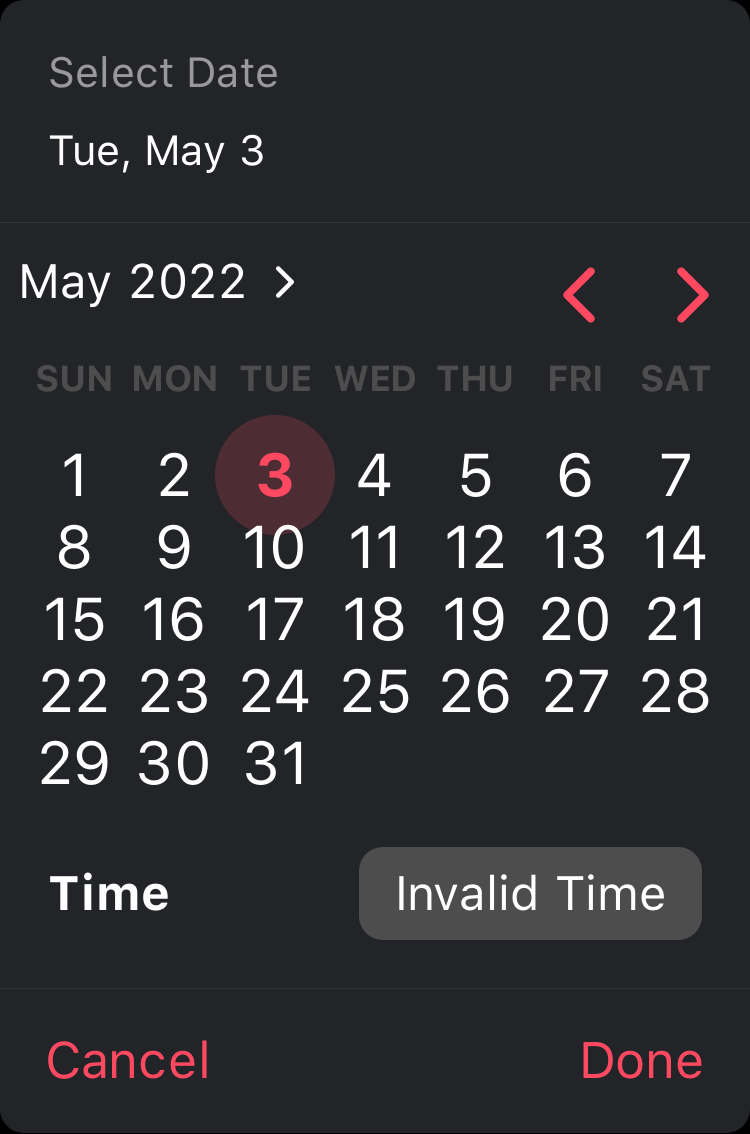 Select Date
Tue, May 3
May 2022
SUN MON TUE WED THU FRI SAT
1 2 3 4 5 6 7
8 9 10 11 12 13 14
15 16 17 18 19 20 21
22 23 24 25 26 27 28
29 30 31
Time Invalid Time
Cancel Done